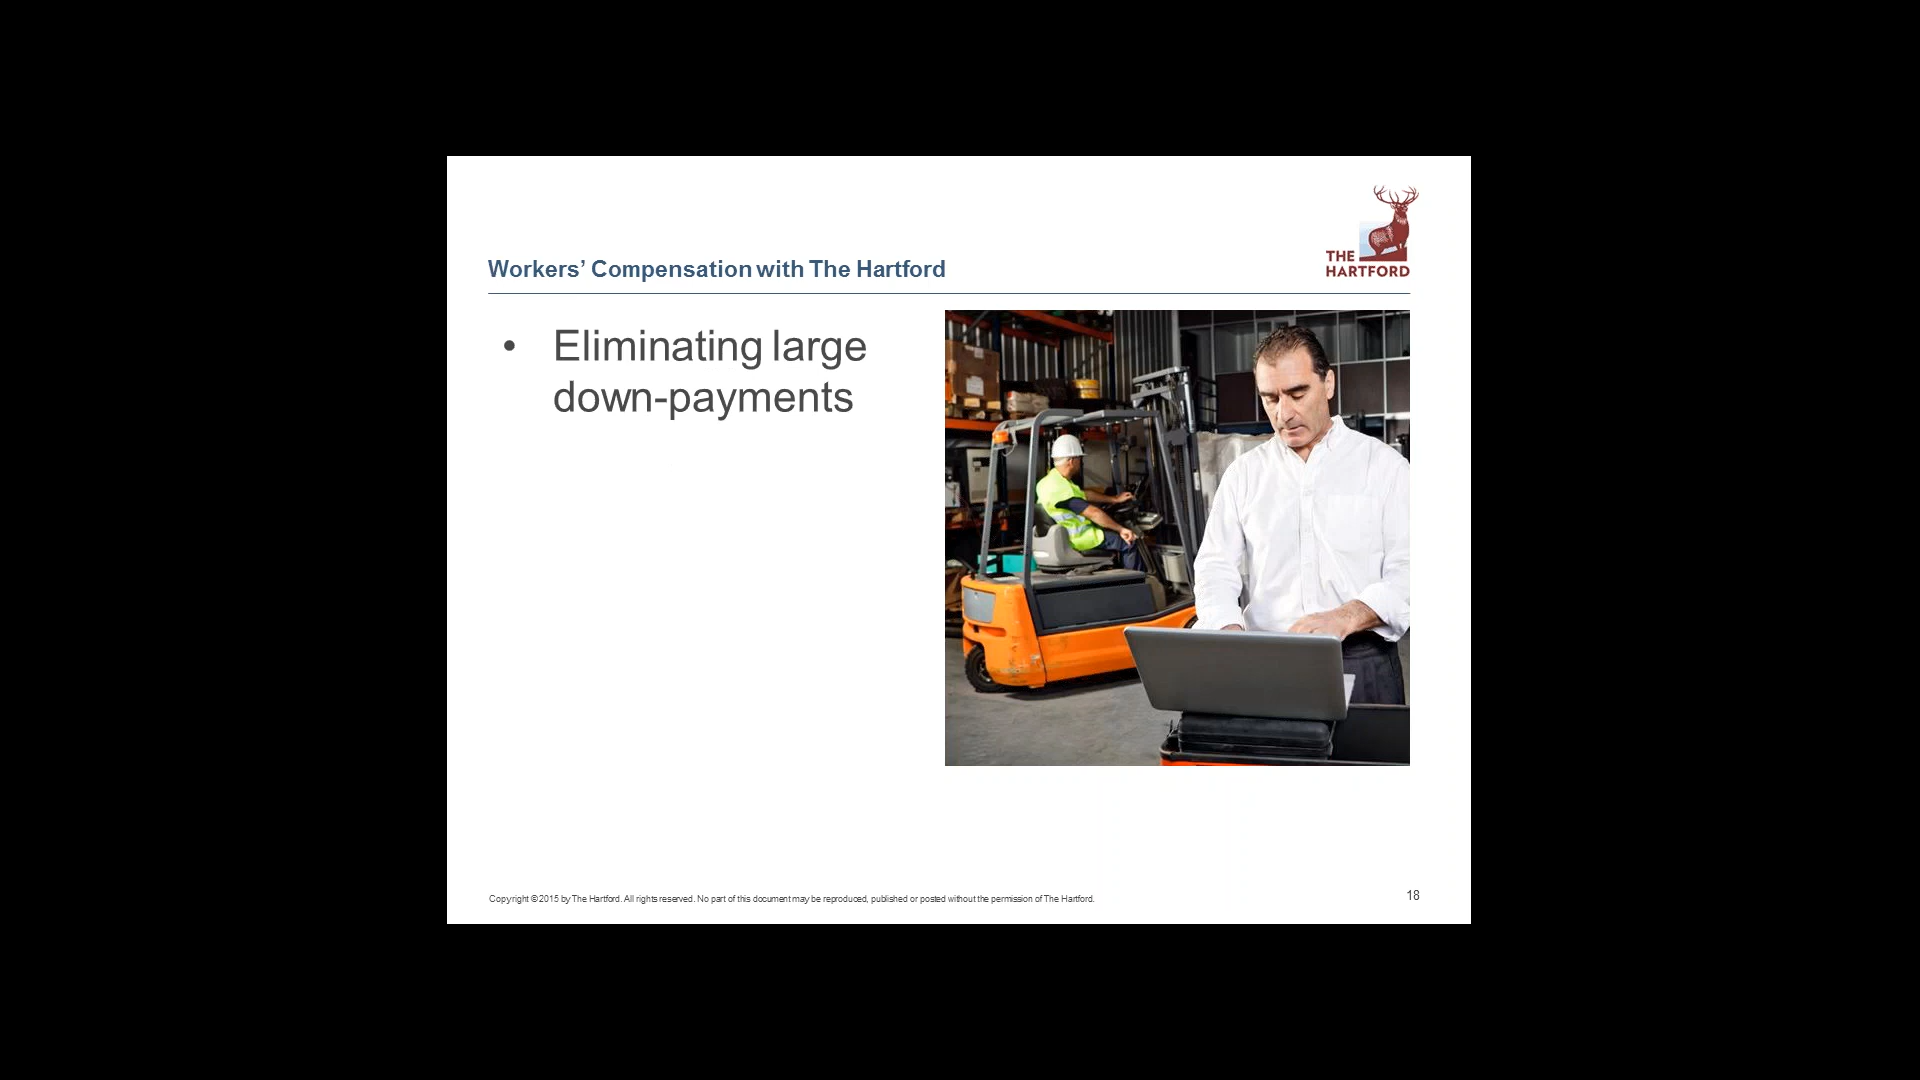 THE
HARTFORD
Workers’ Compensation with The Hartford
• Eliminating large
down-payments
Copyright © 2015 by The Hartford. All rights reserved. No part of this document may be reproduced, published or posted without the permission of The Hartford.
18